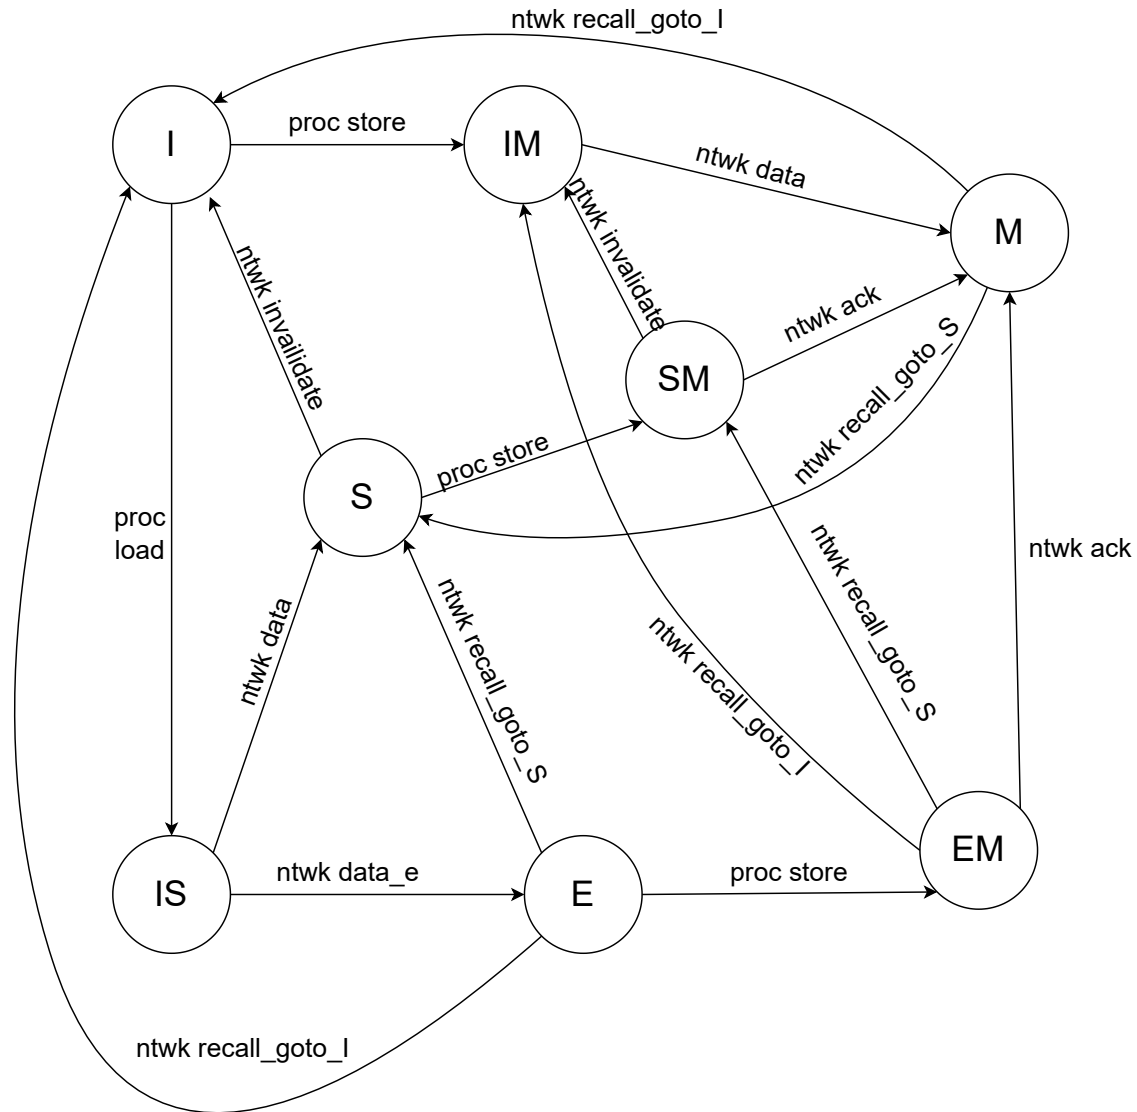 ntwk recall_goto_I
I
proc store
IM
ntwk data
M
ntwk invalidate
ntwk invailidate
SM
ntwk ack
ntwk recall_goto_S
S
proc store
proc
load
ntwk ack
ntwk data
ntwk recall_goto_S
ntwk recall_goto_I
ntwk recall_goto_S
IS
ntwk data_e
E
proc store
EM
ntwk recall_goto_I